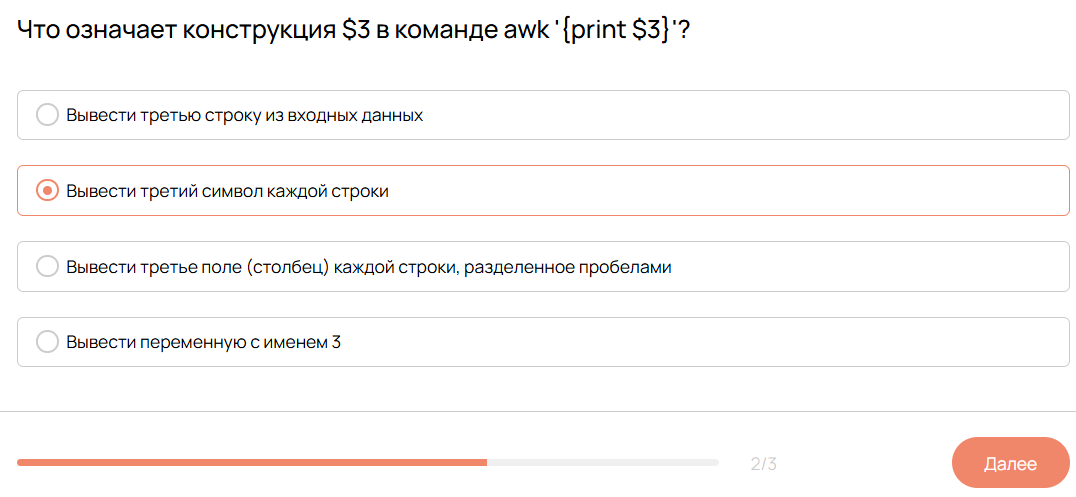 Что означает конструкция $3 в команде awk '{print $3}'?
Вывести третью строку из входных данных
Вывести третий символ каждой строки
Вывести третье поле (столбец) каждой строки, разделенное пробелами
Вывести переменную с именем 3
2/3
Далее